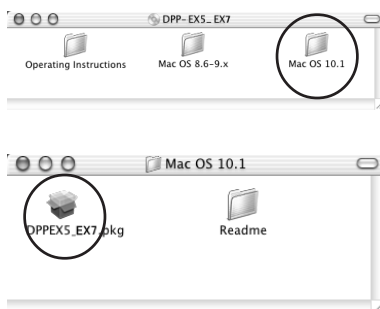 DPP-EX5_EX7
Operating Instructions
Mac OS 8.6-9.x
Mac OS 10.1
Mac OS 10.1
DPPEX5_EX7.pkg
Readme